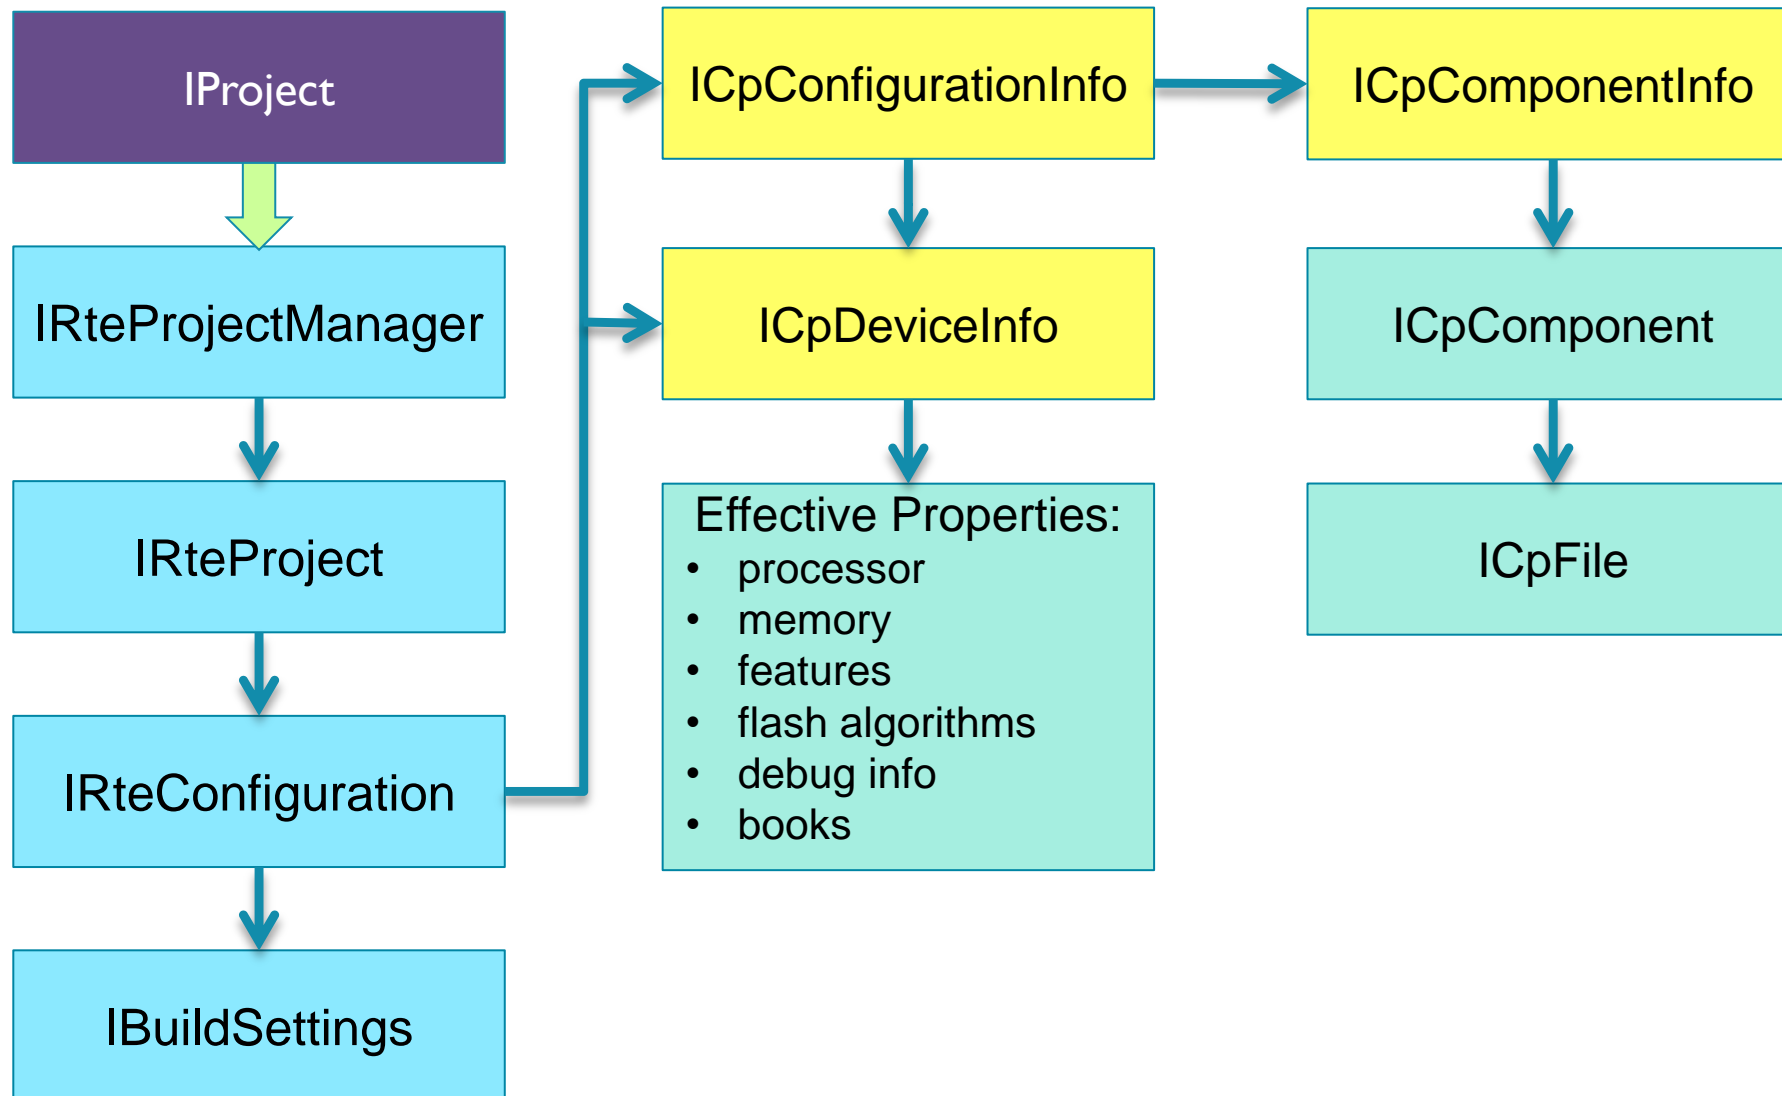 IProject
IRteProjectManager
IRteProject
IRteConfiguration
IBuildSettings
ICpConfigurationInfo
ICpDeviceInfo
Effective Properties:
• processor
• memory
• features
• flash algorithms
• debug info
• books
ICpComponentInfo
ICpComponent
ICpFile